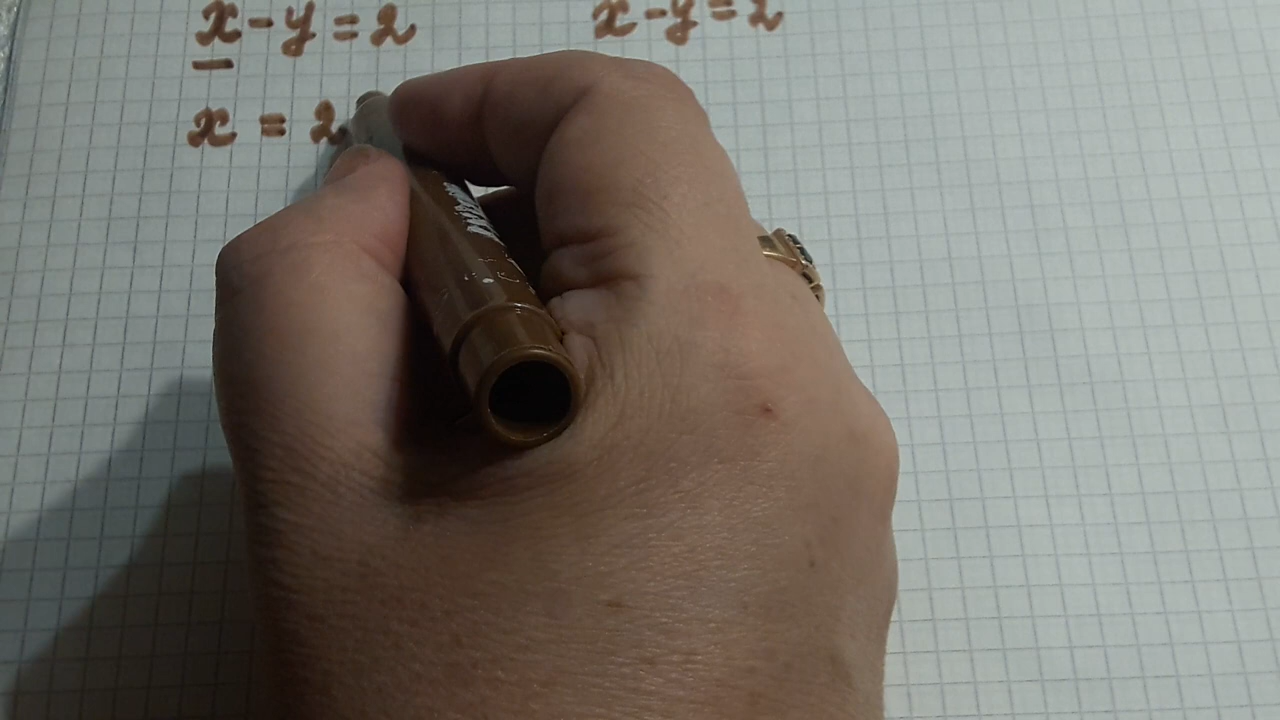 x - y = 2
x - y = 2
x = 2